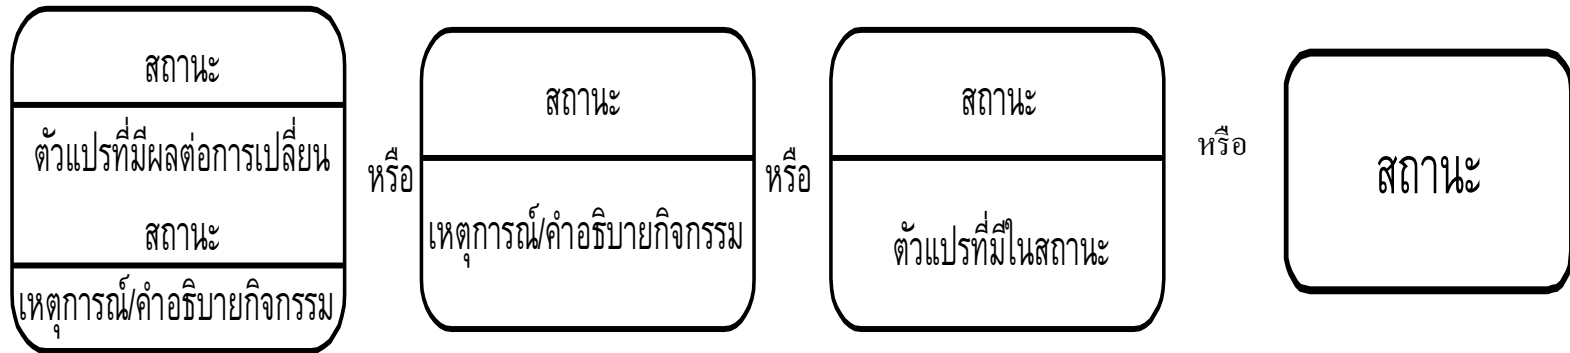 สถานะ
ตัวแปรที่มีผลต่อการเปลี่ยน
สถานะ
เหตุการณ์/คำอธิบายกิจกรรม
หรือ
สถานะ
เหตุการณ์/คำอธิบายกิจกรรม
หรือ
สถานะ
ตัวแปรที่มีในสถานะ
หรือ
สถานะ